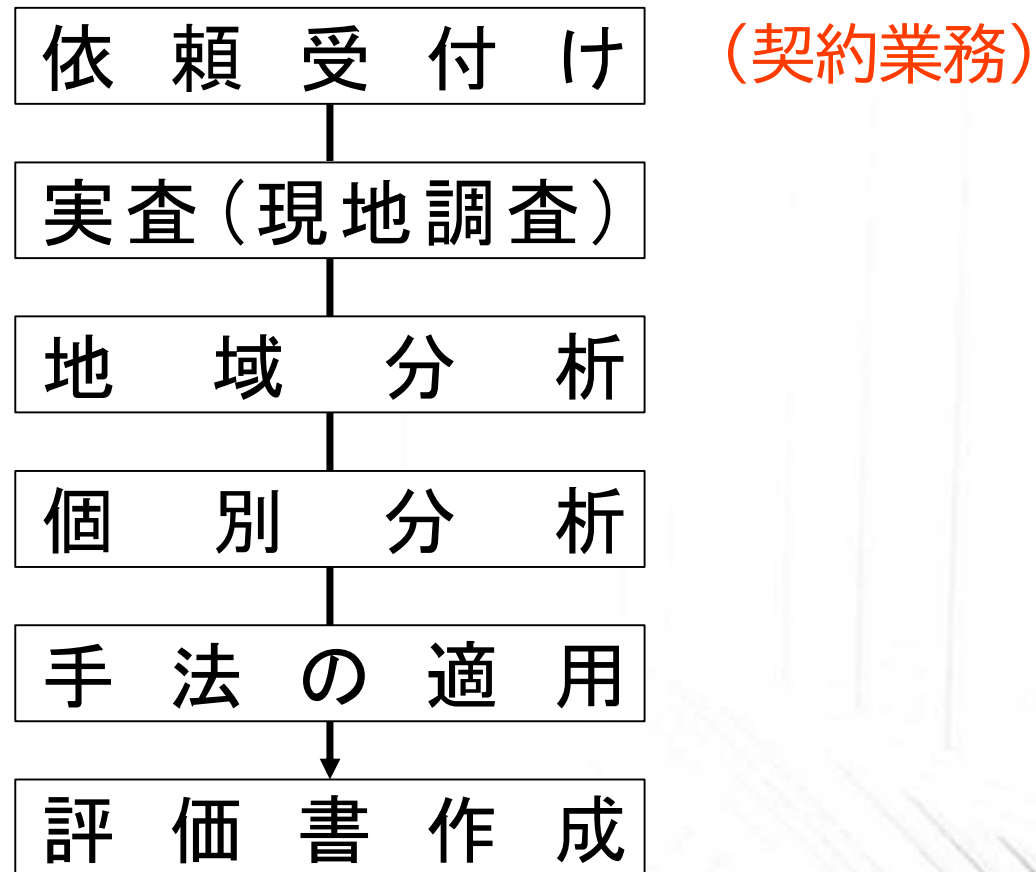 依頼受付け （契約業務）
実査（現地調査）
地域分析
個別分析
手法の適用
評価書作成